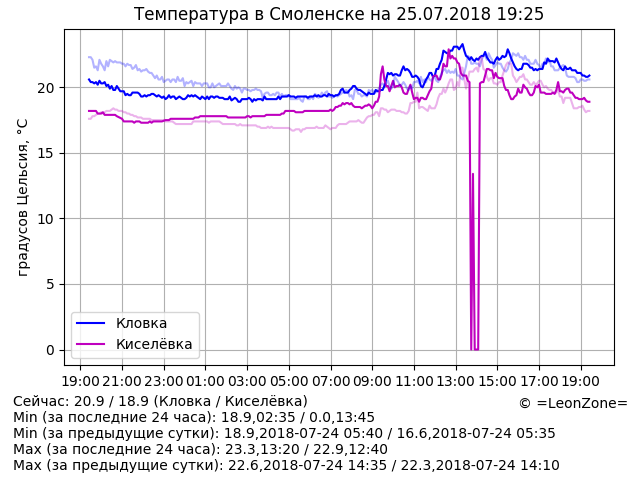 Температура в Смоленске на 25.07.2018 19:25
градусов Цельсия, °C
20
15
10
5
0
Кловка
Киселёвка
19:00 21:00 23:00 01:00 03:00 05:00 07:00 09:00 11:00 13:00 15:00 17:00 19:00
Сейчас: 20.9 / 18.9 (Кловка / Киселёвка)
© =LeonZone=
Min (за последние 24 часа): 18.9,02:35 / 0.0,13:45
Min (за предыдущие сутки): 18.9,2018-07-24 05:40 / 16.6,2018-07-24 05:35
Max (за последние 24 часа): 23.3,13:20 / 22.9,12:40
Max (за предыдущие сутки): 22.6,2018-07-24 14:35 / 22.3,2018-07-24 14:10